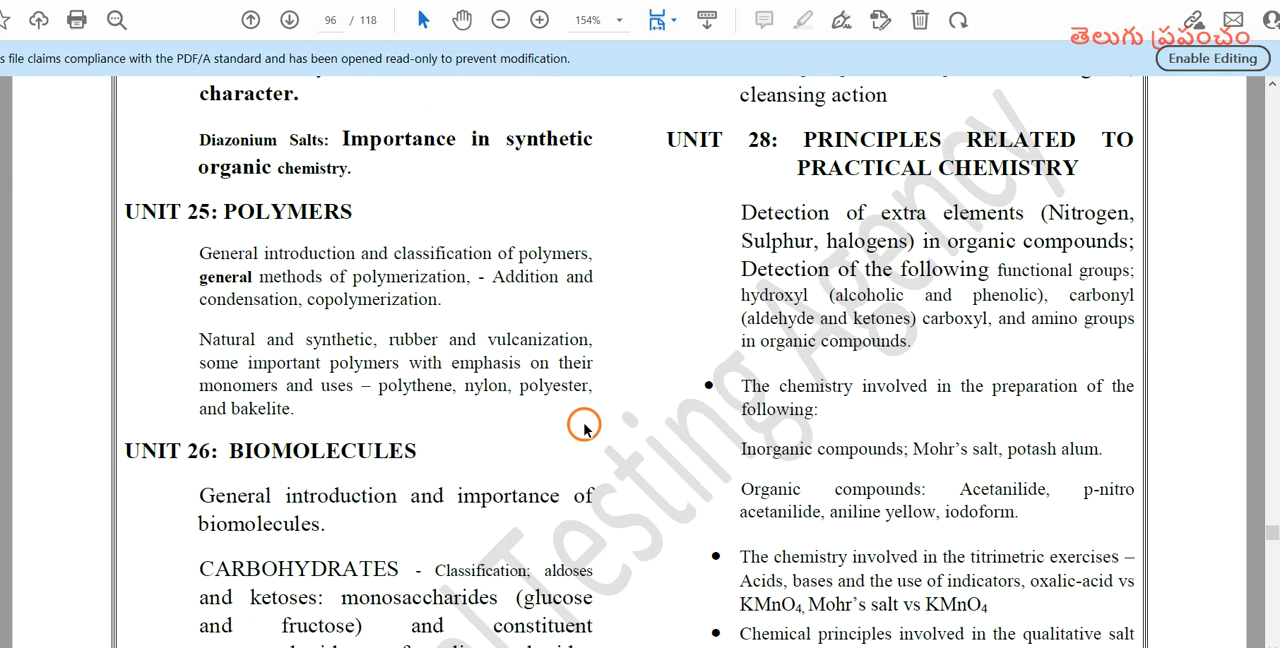 96 / 118
154%
తెలుగు ప్రపంచం
s file claims compliance with the PDF/A standard and has been opened read-only to prevent modification.
Enable Editing
character.
Diazonium Salts: Importance in synthetic
organic chemistry.
UNIT 25: POLYMERS
General introduction and classification of polymers,
general methods of polymerization, - Addition and
condensation, copolymerization.
Natural and synthetic, rubber and vulcanization,
some important polymers with emphasis on their
monomers and uses – polythene, nylon, polyester,
and bakelite.
UNIT 26: BIOMOLECULES
General introduction and importance of
biomolecules.
CARBOHYDRATES - Classification; aldoses
and ketoses: monosaccharides (glucose
and fructose) and constituent
cleansing action
UNIT 28: PRINCIPLES RELATED TO
PRACTICAL CHEMISTRY
Detection of extra elements (Nitrogen,
Sulphur, halogens) in organic compounds;
Detection of the following functional groups;
hydroxyl (alcoholic and phenolic), carbonyl
(aldehyde and ketones) carboxyl, and amino groups
in organic compounds.
• The chemistry involved in the preparation of the
following:
Inorganic compounds; Mohr’s salt, potash alum.
Organic compounds: Acetanilide, p-nitro
acetanilide, aniline yellow, iodoform.
• The chemistry involved in the titrimetric exercises –
Acids, bases and the use of indicators, oxalic-acid vs
KMnO₄, Mohr’s salt vs KMnO₄
• Chemical principles involved in the qualitative salt
Testing Agency